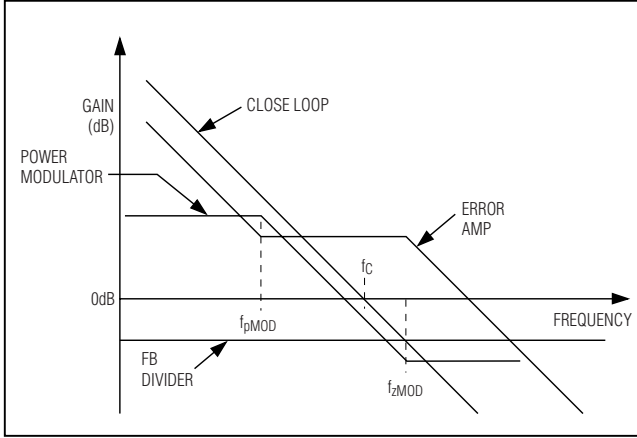 GAIN
(dB)
CLOSE LOOP
POWER
MODULATOR
ERROR
AMP
fC
0dB
fpMOD
FREQUENCY
FB
DIVIDER
fzMOD